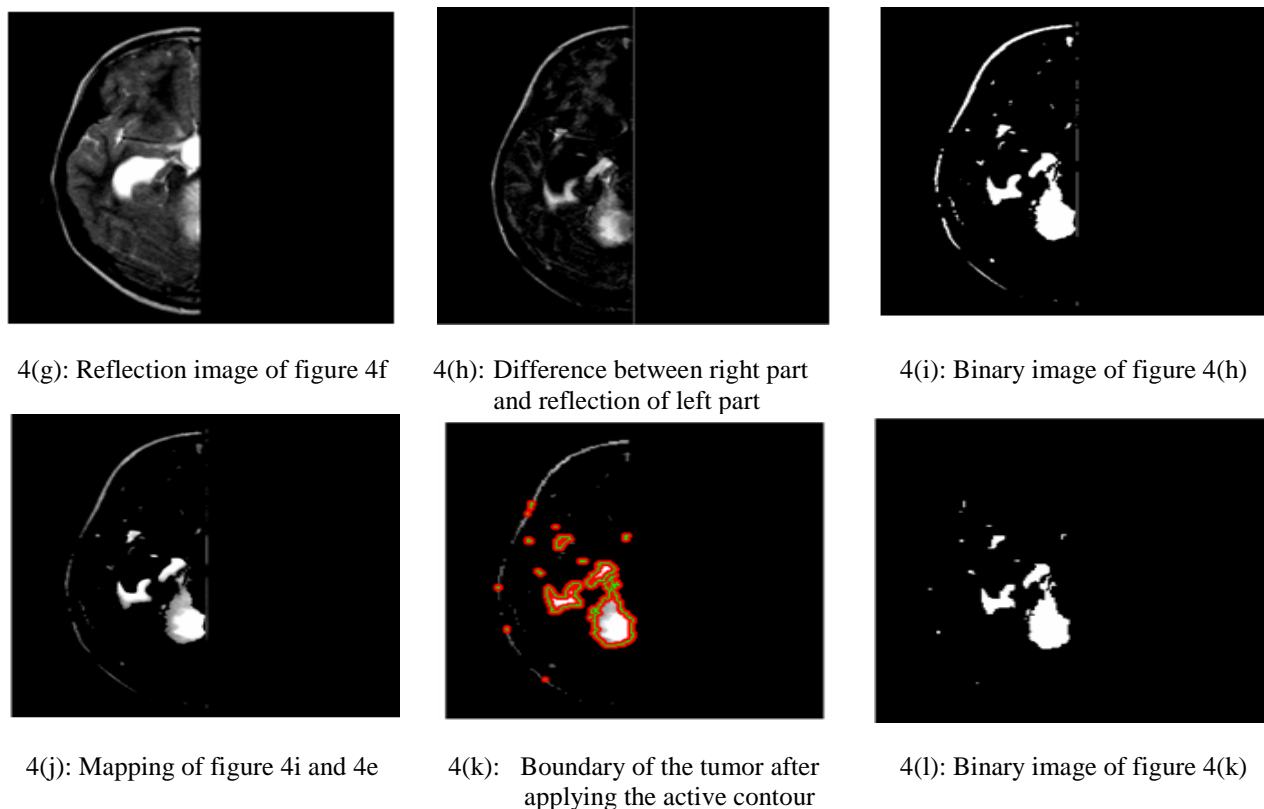 4(g): Reflection image of figure 4f
4(h): Difference between right part
and reflection of left part
4(i): Binary image of figure 4(h)
4(j): Mapping of figure 4i and 4e
4(k): Boundary of the tumor after
applying the active contour
4(l): Binary image of figure 4(k)